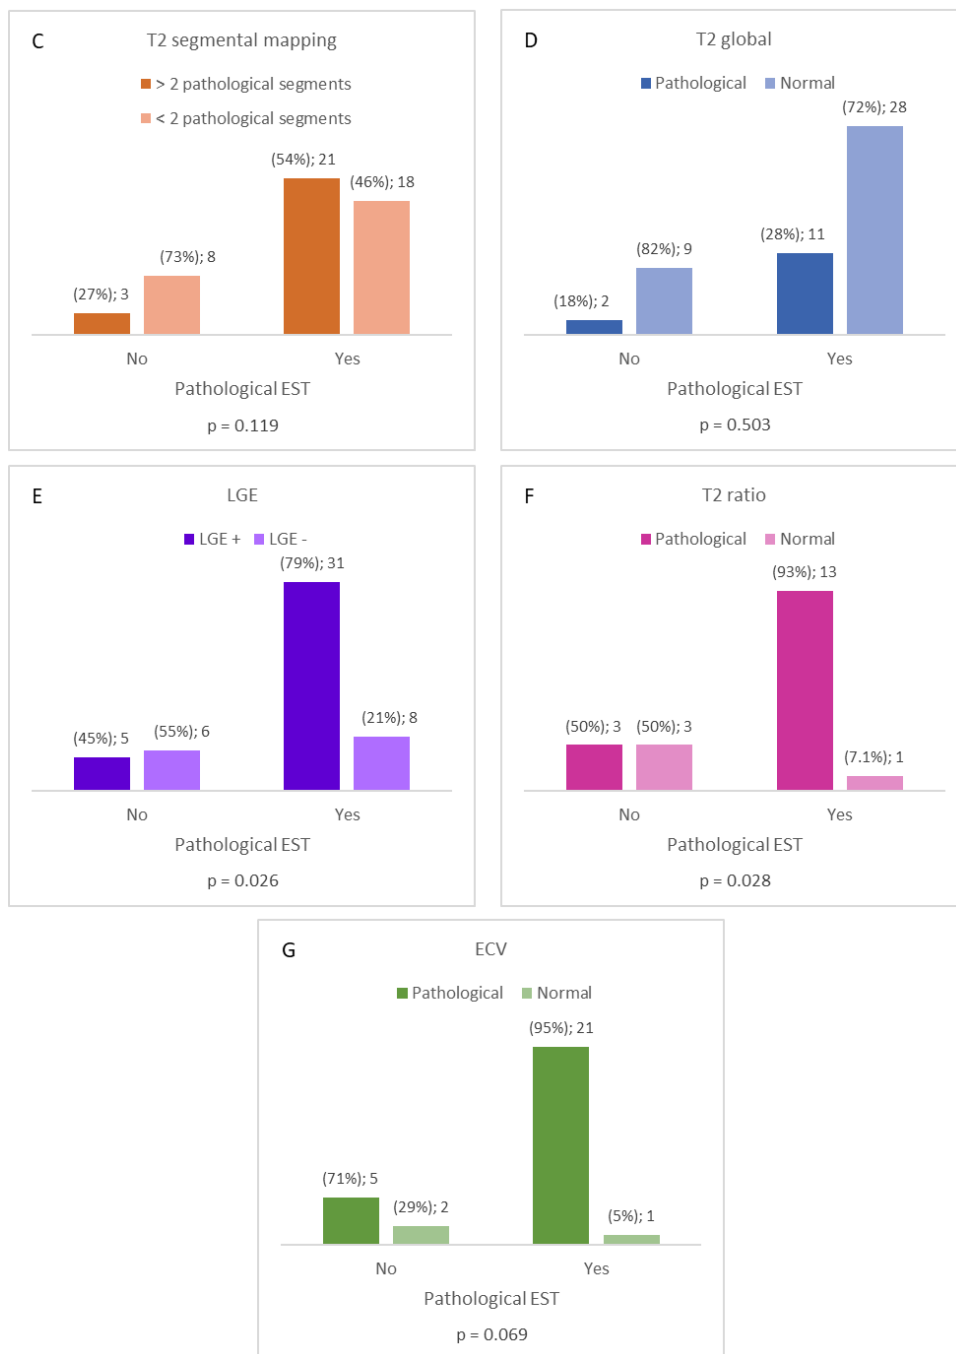 C
T2 segmental mapping
> 2 pathological segments
< 2 pathological segments
(54%); 21
(46%); 18
(73%); 8
(27%); 3
No
Yes
Pathological EST
p = 0.119
D
T2 global
Pathological
Normal
(72%); 28
(28%); 11
(82%); 9
(18%); 2
No
Yes
Pathological EST
p = 0.503
E
LGE
LGE +
LGE -
(79%); 31
(21%); 8
(45%); 5
(55%); 6
No
Yes
Pathological EST
p = 0.026
F
T2 ratio
Pathological
Normal
(93%); 13
(50%); 3
(50%); 3
(7.1%); 1
No
Yes
Pathological EST
p = 0.028
G
ECV
Pathological
Normal
(95%); 21
(71%); 5
(29%); 2
(5%); 1
No
Yes
Pathological EST
p = 0.069